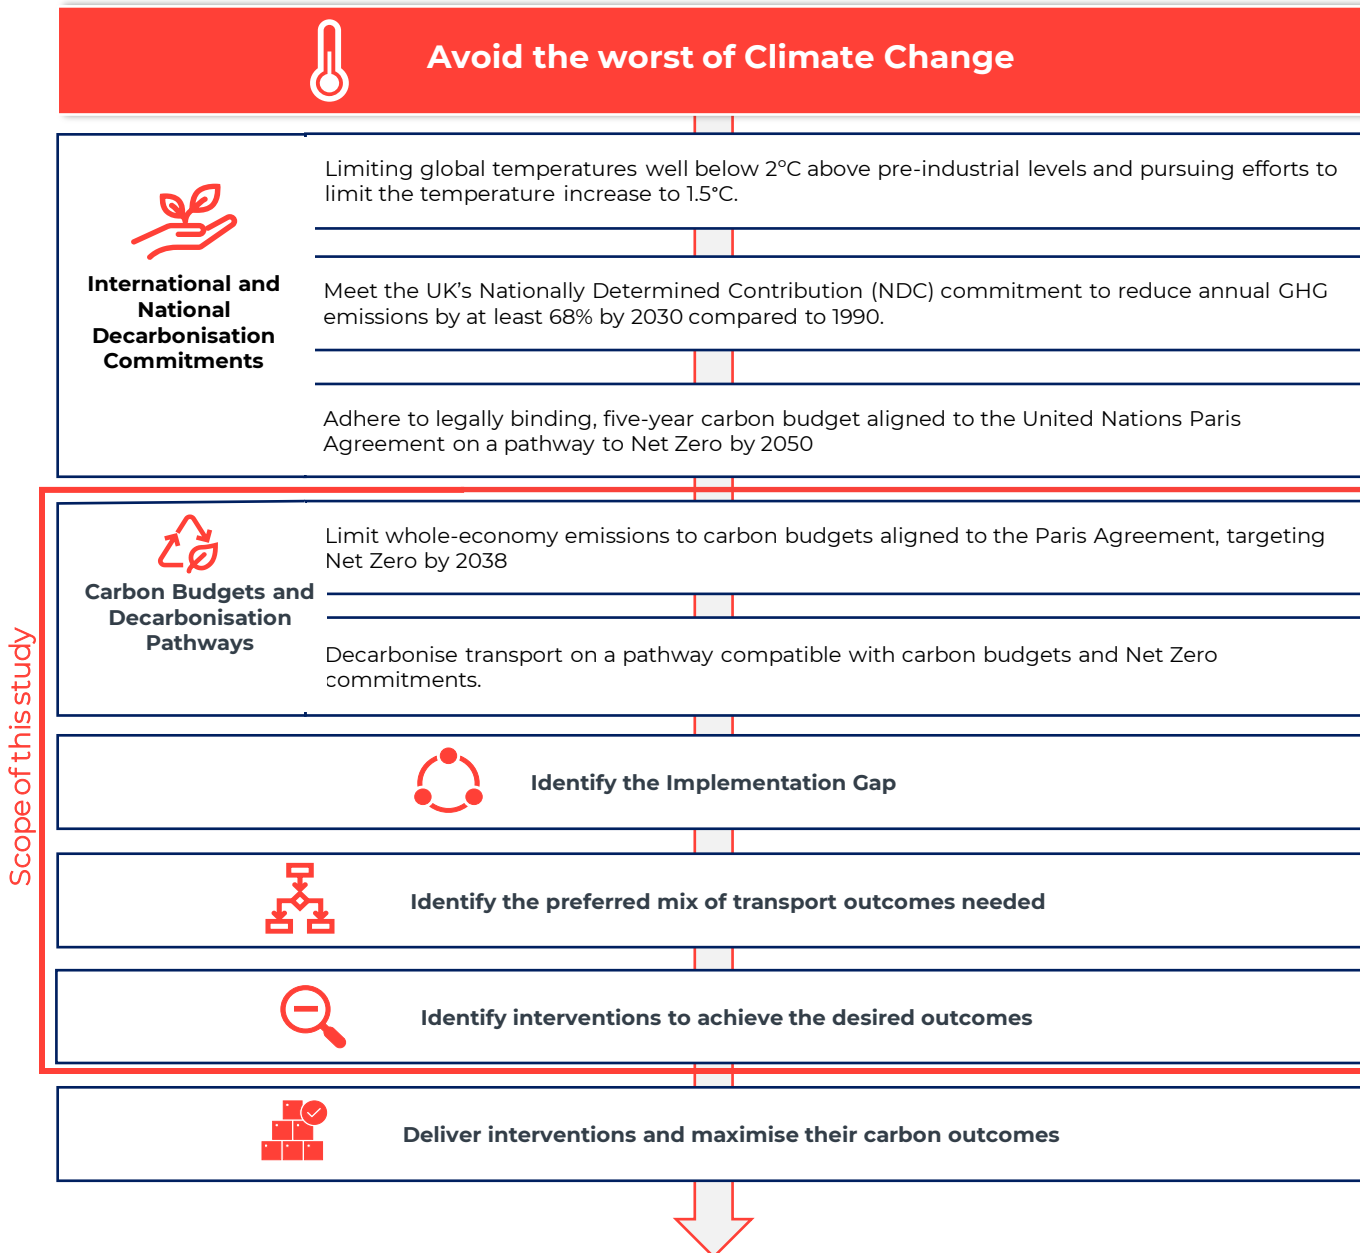 Avoid the worst of Climate Change
International and
National
Decarbonisation
Commitments
Limiting global temperatures well below 2°C above pre-industrial levels and pursuing efforts to
limit the temperature increase to 1.5°C.
Meet the UK’s Nationally Determined Contribution (NDC) commitment to reduce annual GHG
emissions by at least 68% by 2030 compared to 1990.
Adhere to legally binding, five-year carbon budget aligned to the United Nations Paris
Agreement on a pathway to Net Zero by 2050
Scope of this study
Carbon Budgets and
Decarbonisation
Pathways
Limit whole-economy emissions to carbon budgets aligned to the Paris Agreement, targeting
Net Zero by 2038
Decarbonise transport on a pathway compatible with carbon budgets and Net Zero
commitments.
Identify the Implementation Gap
Identify the preferred mix of transport outcomes needed
Identify interventions to achieve the desired outcomes
Deliver interventions and maximise their carbon outcomes